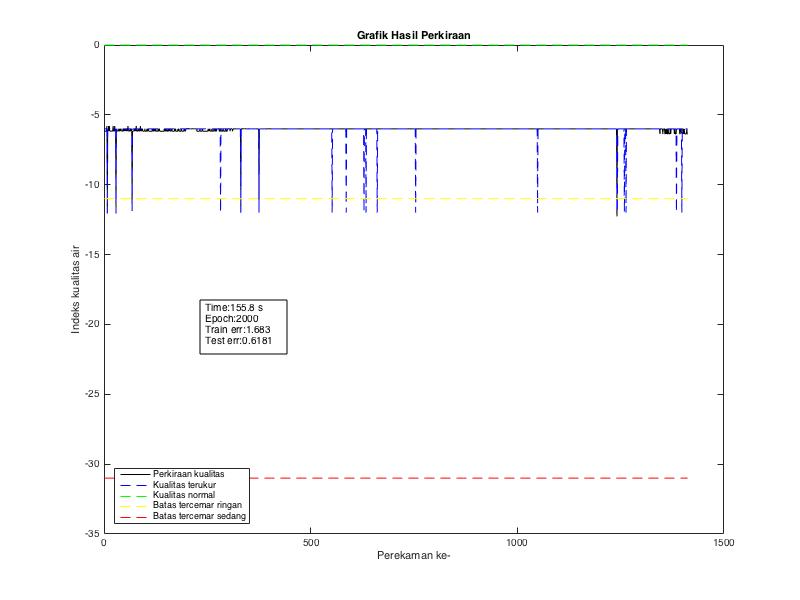 Grafik Hasil Perkiraan
0
-5
-10
-15
-20
-25
-30
-35
Indeks kualitas air
Time:155.8 s
Epoch:2000
Train err:1.683
Test err:0.6181
Perkiraan kualitas
Kualitas terukur
Kualitas normal
Batas tercemar ringan
Batas tercemar sedang
0
500
1000
1500
Perekaman ke-